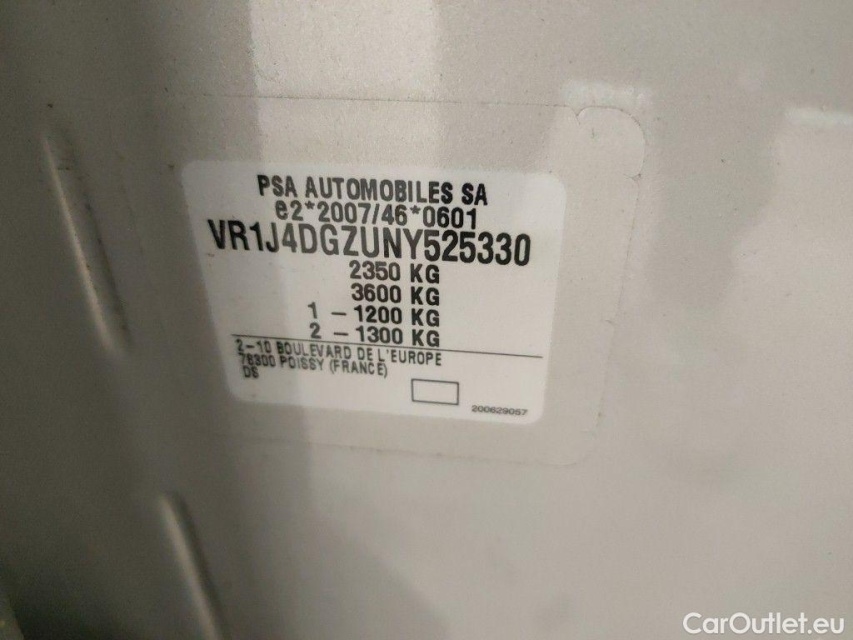 PSA AUTOMOBILES SA
e2*2007/46*0601
VR1J4DGZUNY525330
2350 KG
3600 KG
1 - 1200 KG
2 - 1300 KG
2-10 BOULEVARD DE L'EUROPE
78300 POISSY (FRANCE)
DS
200629057
CarOutlet.eu